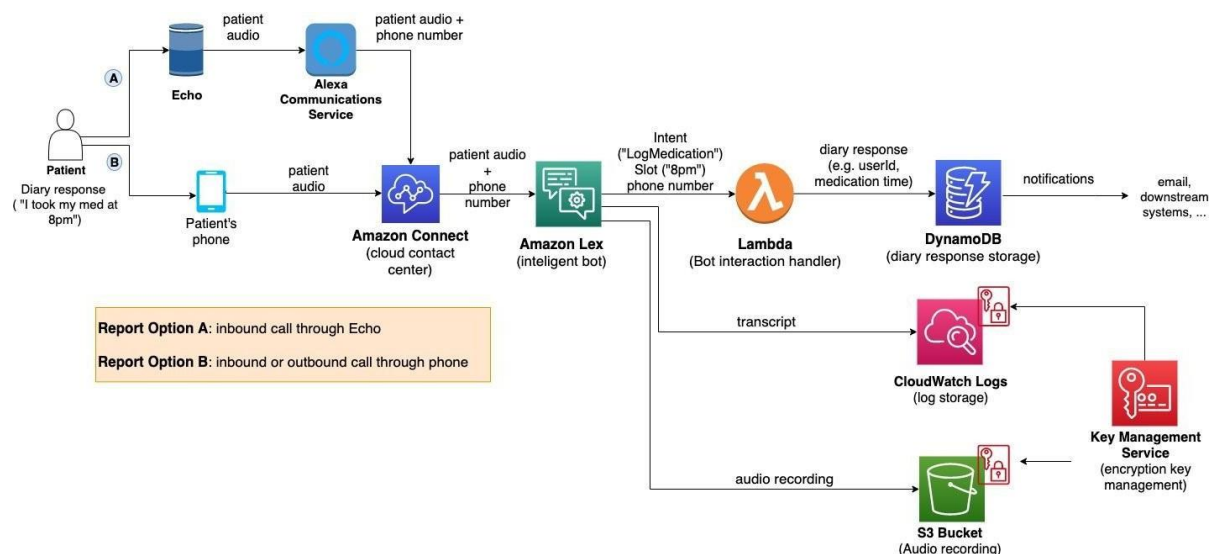 patient
audio
patient audio +
phone number
A
Echo
Alexa
Communications
Service
B
Patient
Diary response
( "I took my med at
8pm")
Patient's
phone
patient
audio
Amazon Connect
(cloud contact
center)
patient audio
+
phone
number
Amazon Lex
(inteligent bot)
Intent
("LogMedication")
Slot ("8pm")
phone number
Lambda
(Bot interaction handler)
diary response
(e.g. userId,
medication time)
DynamoDB
(diary response storage)
notifications
email,
downstream
systems, ...
Report Option A: inbound call through Echo
Report Option B: inbound or outbound call through phone
transcript
CloudWatch Logs
(log storage)
Key Management
Service
(encryption key
management)
audio recording
S3 Bucket
(Audio recording)